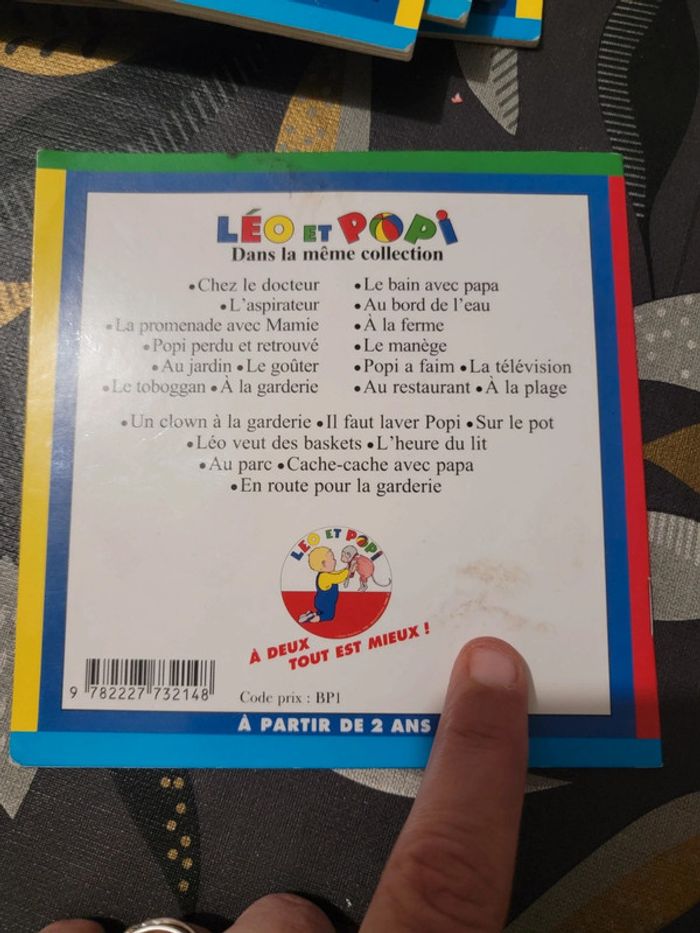 LÉO ET POPI
Dans la même collection
• Chez le docteur
• L'aspirateur
• La promenade avec Mamie
• Popi perdu et retrouvé
• Au jardin • Le goûter
• Le toboggan • À la garderie
• Le bain avec papa
• Au bord de l'eau
• À la ferme
• Le manège
• Popi a faim • La télévision
• Au restaurant • À la plage
• Un clown à la garderie • Il faut laver Popi • Sur le pot
• Léo veut des baskets • L'heure du lit
• Au parc • Cache-cache avec papa
• En route pour la garderie
LÉO ET POPI
À DEUX
TOUT EST MIEUX !
9 782227 732148
Code prix : BP1
À PARTIR DE 2 ANS